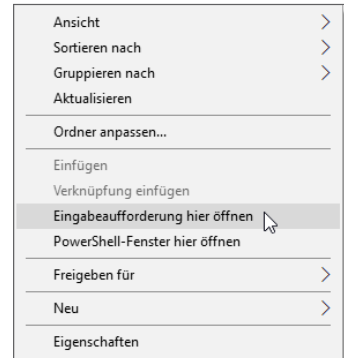 Ansicht
Sortieren nach
Gruppieren nach
Aktualisieren
Ordner anpassen...
Einfügen
Verknüpfung einfügen
Eingabeaufforderung hier öffnen
PowerShell-Fenster hier öffnen
Freigeben für
Neu
Eigenschaften